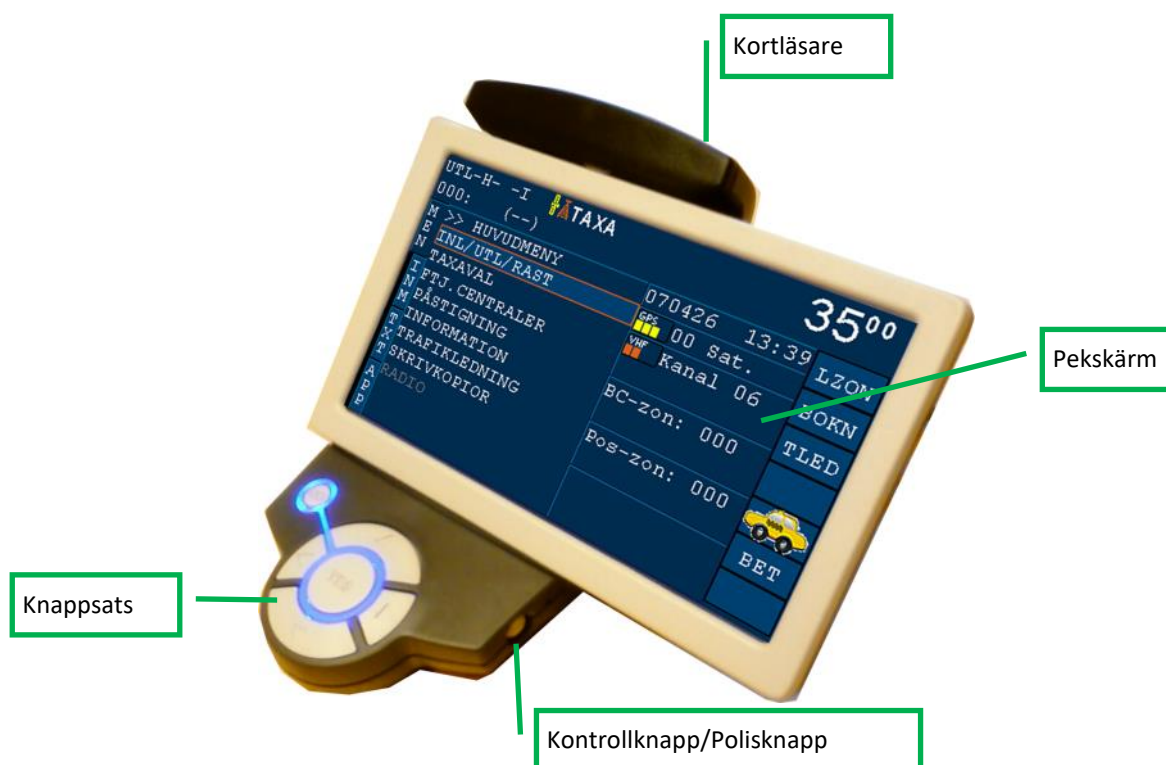 Kortläsare
UTL-H- -I
000: (--)
TAXA
3500
M
E
N
>> HUVUDMENY
INL/UTL/RAST
TAXAVAL
FTJ.CENTRALER
PÅSTIGNING
INFORMATION
TRAFIKLEDNING
SKRIVKOPIOR
RADIO
I
N
M
T
X
T
A
P
P
070426 13:39
GPS 00 Sat.
VHF Kanal 06
BC-zon: 000
Pos-zon: 000
LZON
BOKN
TLED
BET
Pekskärm
Knappsats
Kontrollknapp/Polisknapp